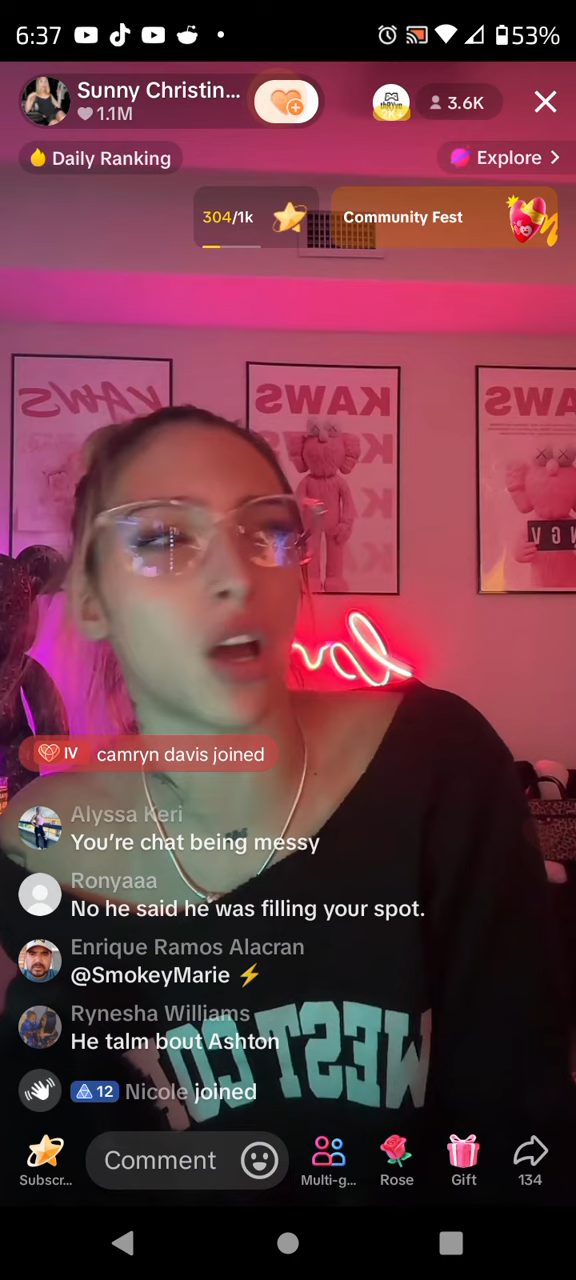 6:37
53%
Sunny Christin...
1.1M
3.6K
2K+
Daily Ranking
Explore >
304/1k
Community Fest
KAWS
KAWS
KAWS
camryn davis joined
IV
Alyssa Keri
You're chat being messy
Ronyaaa
No he said he was filling your spot.
Enrique Ramos Alacran
@SmokeyMarie ⚡
Rynesha Williams
He talm bout Ashton
WEST CO
12 Nicole joined
Comment
Subscr...
Multi-g...
Rose
Gift
134